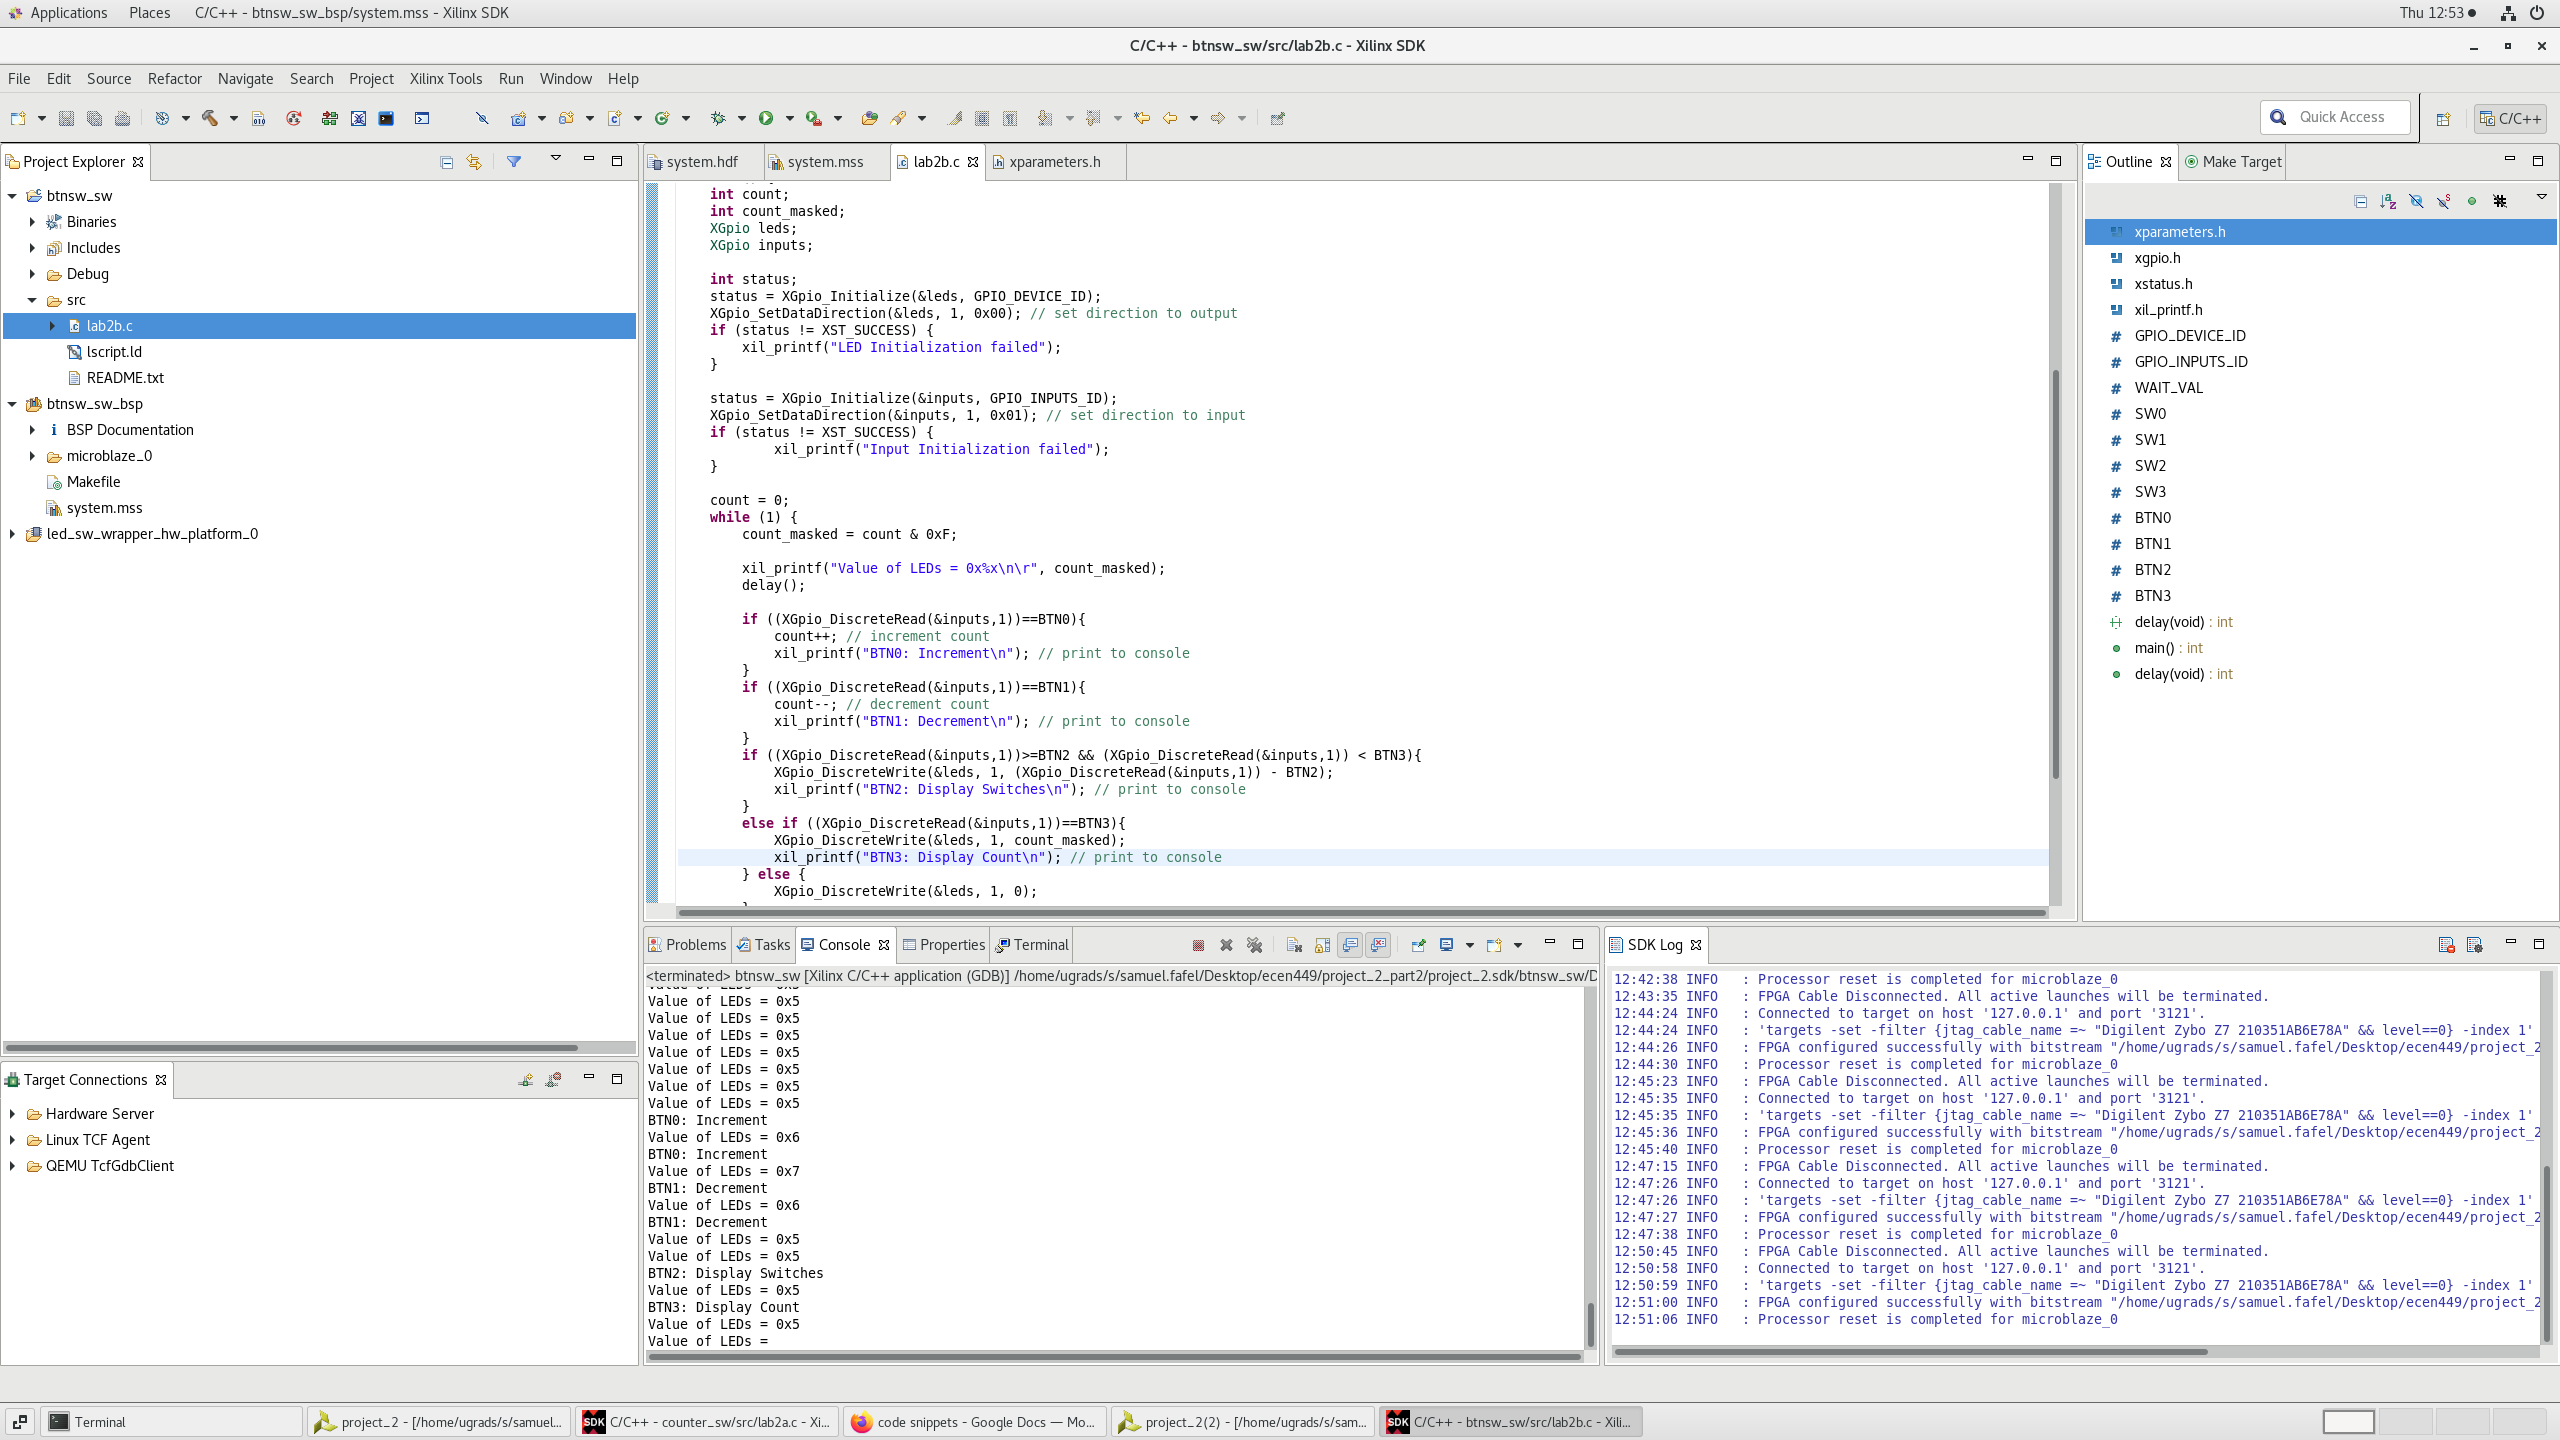 Applications Places C/C++ - btnsw_sw_bsp/system.mss - Xilinx SDK Thu 12:53
C/C++ - btnsw_sw/src/lab2b.c - Xilinx SDK
File Edit Source Refactor Navigate Search Project Xilinx Tools Run Window Help
Quick Access C/C++
Project Explorer
btnsw_sw
Binaries
Includes
Debug
src
lab2b.c
lscript.ld
README.txt
btnsw_sw_bsp
BSP Documentation
microblaze_0
Makefile
system.mss
led_sw_wrapper_hw_platform_0
Target Connections
Hardware Server
Linux TCF Agent
QEMU TcfGdbClient
system.hdf system.mss lab2b.c xparameters.h
int count;
int count_masked;
XGpio leds;
XGpio inputs;
int status;
status = XGpio_Initialize(&leds, GPIO_DEVICE_ID);
XGpio_SetDataDirection(&leds, 1, 0x00); // set direction to output
if (status != XST_SUCCESS) {
xil_printf("LED Initialization failed");
}
status = XGpio_Initialize(&inputs, GPIO_INPUTS_ID);
XGpio_SetDataDirection(&inputs, 1, 0x01); // set direction to input
if (status != XST_SUCCESS) {
xil_printf("Input Initialization failed");
}
count = 0;
while (1) {
count_masked = count & 0xF;
xil_printf("Value of LEDs = 0x%x\n\r", count_masked);
delay();
if ((XGpio_DiscreteRead(&inputs,1))==BTN0){
count++; // increment count
xil_printf("BTN0: Increment\n"); // print to console
}
if ((XGpio_DiscreteRead(&inputs,1))==BTN1){
count--; // decrement count
xil_printf("BTN1: Decrement\n"); // print to console
}
if ((XGpio_DiscreteRead(&inputs,1))>=BTN2 && (XGpio_DiscreteRead(&inputs,1)) < BTN3){
XGpio_DiscreteWrite(&leds, 1, (XGpio_DiscreteRead(&inputs,1)) - BTN2);
xil_printf("BTN2: Display Switches\n"); // print to console
}
else if ((XGpio_DiscreteRead(&inputs,1))==BTN3){
XGpio_DiscreteWrite(&leds, 1, count_masked);
xil_printf("BTN3: Display Count\n"); // print to console
} else {
XGpio_DiscreteWrite(&leds, 1, 0);
Outline Make Target
xparameters.h
xgpio.h
xstatus.h
xil_printf.h
# GPIO_DEVICE_ID
# GPIO_INPUTS_ID
# WAIT_VAL
# SW0
# SW1
# SW2
# SW3
# BTN0
# BTN1
# BTN2
# BTN3
delay(void) : int
main() : int
delay(void) : int
Problems Tasks Console Properties Terminal
<terminated> btnsw_sw [Xilinx C/C++ application (GDB)] /home/ugrads/s/samuel.fafel/Desktop/ecen449/project_2_part2/project_2.sdk/btnsw_sw/D
Value of LEDs = 0x5
Value of LEDs = 0x5
Value of LEDs = 0x5
Value of LEDs = 0x5
Value of LEDs = 0x5
Value of LEDs = 0x5
Value of LEDs = 0x5
Value of LEDs = 0x5
BTN0: Increment
Value of LEDs = 0x6
BTN0: Increment
Value of LEDs = 0x7
BTN1: Decrement
Value of LEDs = 0x6
BTN1: Decrement
Value of LEDs = 0x5
Value of LEDs = 0x5
BTN2: Display Switches
Value of LEDs = 0x5
BTN3: Display Count
Value of LEDs = 0x5
Value of LEDs =
SDK Log
12:42:38 INFO : Processor reset is completed for microblaze_0
12:43:35 INFO : FPGA Cable Disconnected. All active launches will be terminated.
12:44:24 INFO : Connected to target on host '127.0.0.1' and port '3121'.
12:44:24 INFO : 'targets -set -filter {jtag_cable_name =~ "Digilent Zybo Z7 210351AB6E78A" && level==0} -index 1'
12:44:26 INFO : FPGA configured successfully with bitstream "/home/ugrads/s/samuel.fafel/Desktop/ecen449/project_2
12:44:30 INFO : Processor reset is completed for microblaze_0
12:45:23 INFO : FPGA Cable Disconnected. All active launches will be terminated.
12:45:35 INFO : Connected to target on host '127.0.0.1' and port '3121'.
12:45:35 INFO : 'targets -set -filter {jtag_cable_name =~ "Digilent Zybo Z7 210351AB6E78A" && level==0} -index 1'
12:45:36 INFO : FPGA configured successfully with bitstream "/home/ugrads/s/samuel.fafel/Desktop/ecen449/project_2
12:45:40 INFO : Processor reset is completed for microblaze_0
12:47:15 INFO : FPGA Cable Disconnected. All active launches will be terminated.
12:47:26 INFO : Connected to target on host '127.0.0.1' and port '3121'.
12:47:26 INFO : 'targets -set -filter {jtag_cable_name =~ "Digilent Zybo Z7 210351AB6E78A" && level==0} -index 1'
12:47:27 INFO : FPGA configured successfully with bitstream "/home/ugrads/s/samuel.fafel/Desktop/ecen449/project_2
12:47:38 INFO : Processor reset is completed for microblaze_0
12:50:45 INFO : FPGA Cable Disconnected. All active launches will be terminated.
12:50:58 INFO : Connected to target on host '127.0.0.1' and port '3121'.
12:50:59 INFO : 'targets -set -filter {jtag_cable_name =~ "Digilent Zybo Z7 210351AB6E78A" && level==0} -index 1'
12:51:00 INFO : FPGA configured successfully with bitstream "/home/ugrads/s/samuel.fafel/Desktop/ecen449/project_2
12:51:06 INFO : Processor reset is completed for microblaze_0
Terminal project_2 - [/home/ugrads/s/samuel... SDK C/C++ - counter_sw/src/lab2a.c - Xi... code snippets - Google Docs — Mo... project_2(2) - [/home/ugrads/s/sam... SDK C/C++ - btnsw_sw/src/lab2b.c - Xili...